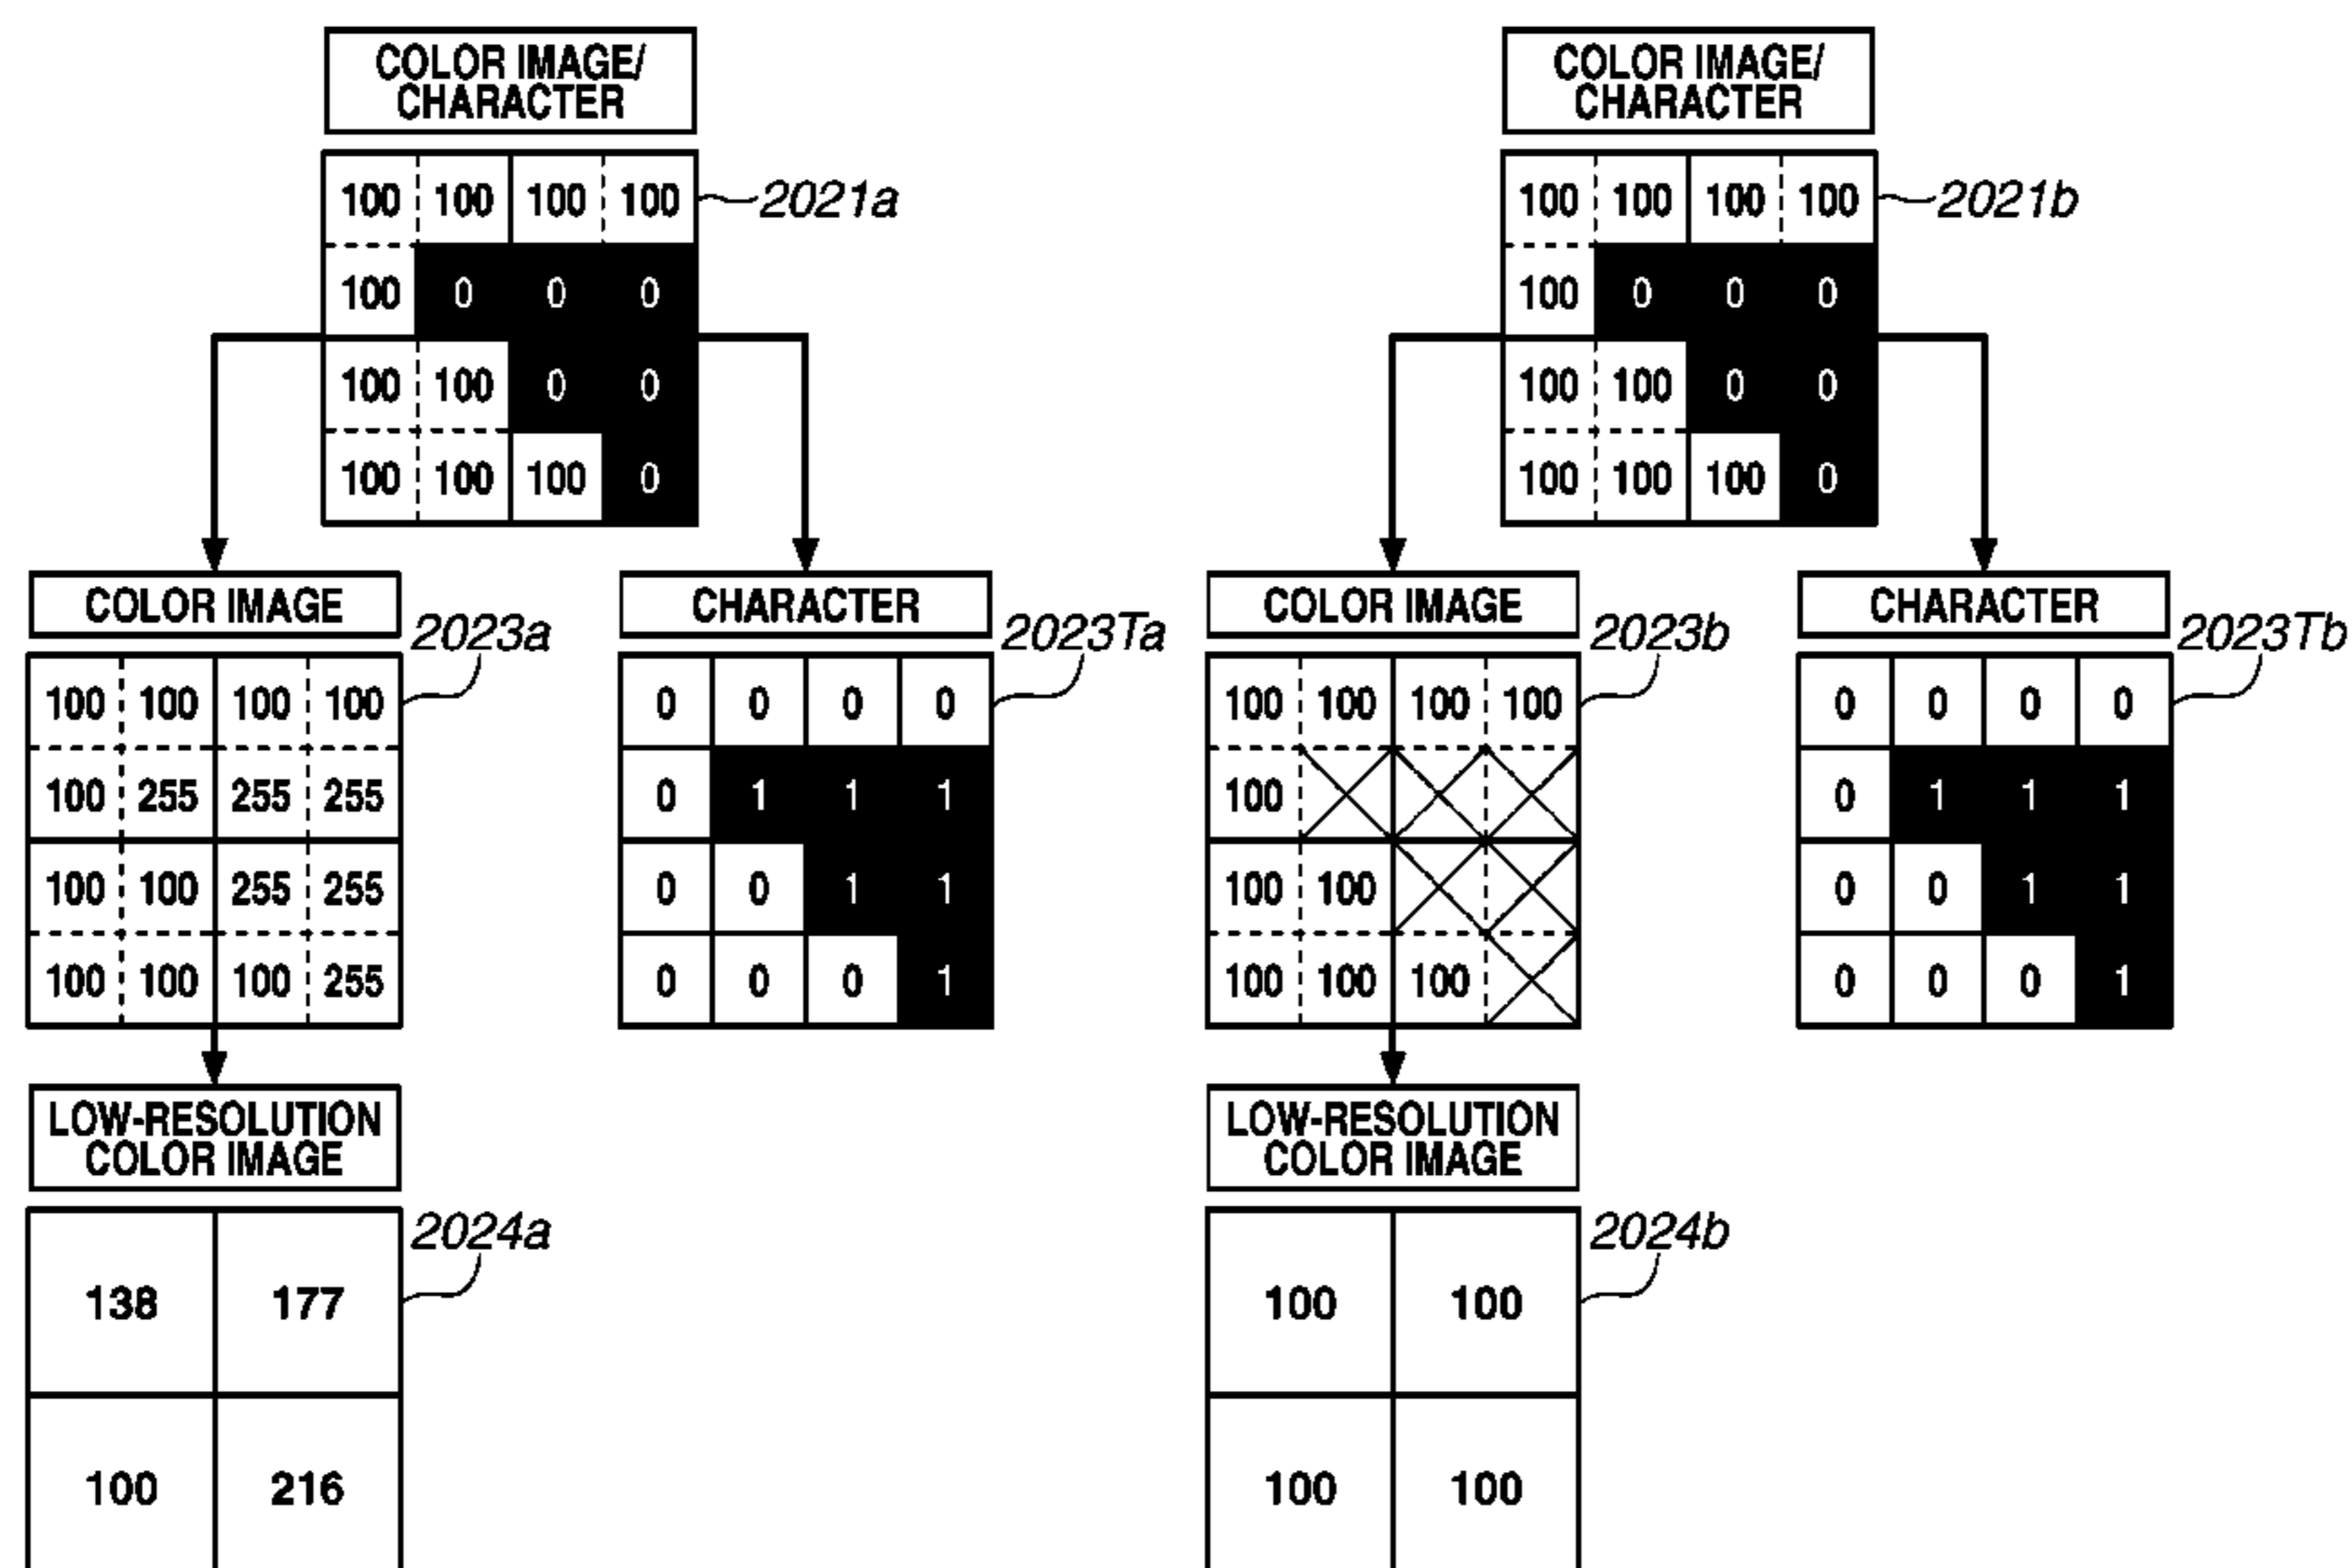 COLOR IMAGE/
CHARACTER
100 100 100 100 2021a
100 0 0 0
100 100 0 0
100 100 100 0
COLOR IMAGE
2023a
100 100 100 100
100 255 255 255
100 100 255 255
100 100 100 255
CHARACTER
2023Ta
0 0 0 0
0 1 1 1
0 0 1 1
0 0 0 1
LOW-RESOLUTION
COLOR IMAGE
2024a
138 177
100 216
COLOR IMAGE/
CHARACTER
100 100 100 100 2021b
100 0 0 0
100 100 0 0
100 100 100 0
COLOR IMAGE
2023b
100 100 100 100
100
100 100
100 100 100
CHARACTER
2023Tb
0 0 0 0
0 1 1 1
0 0 1 1
0 0 0 1
LOW-RESOLUTION
COLOR IMAGE
2024b
100 100
100 100